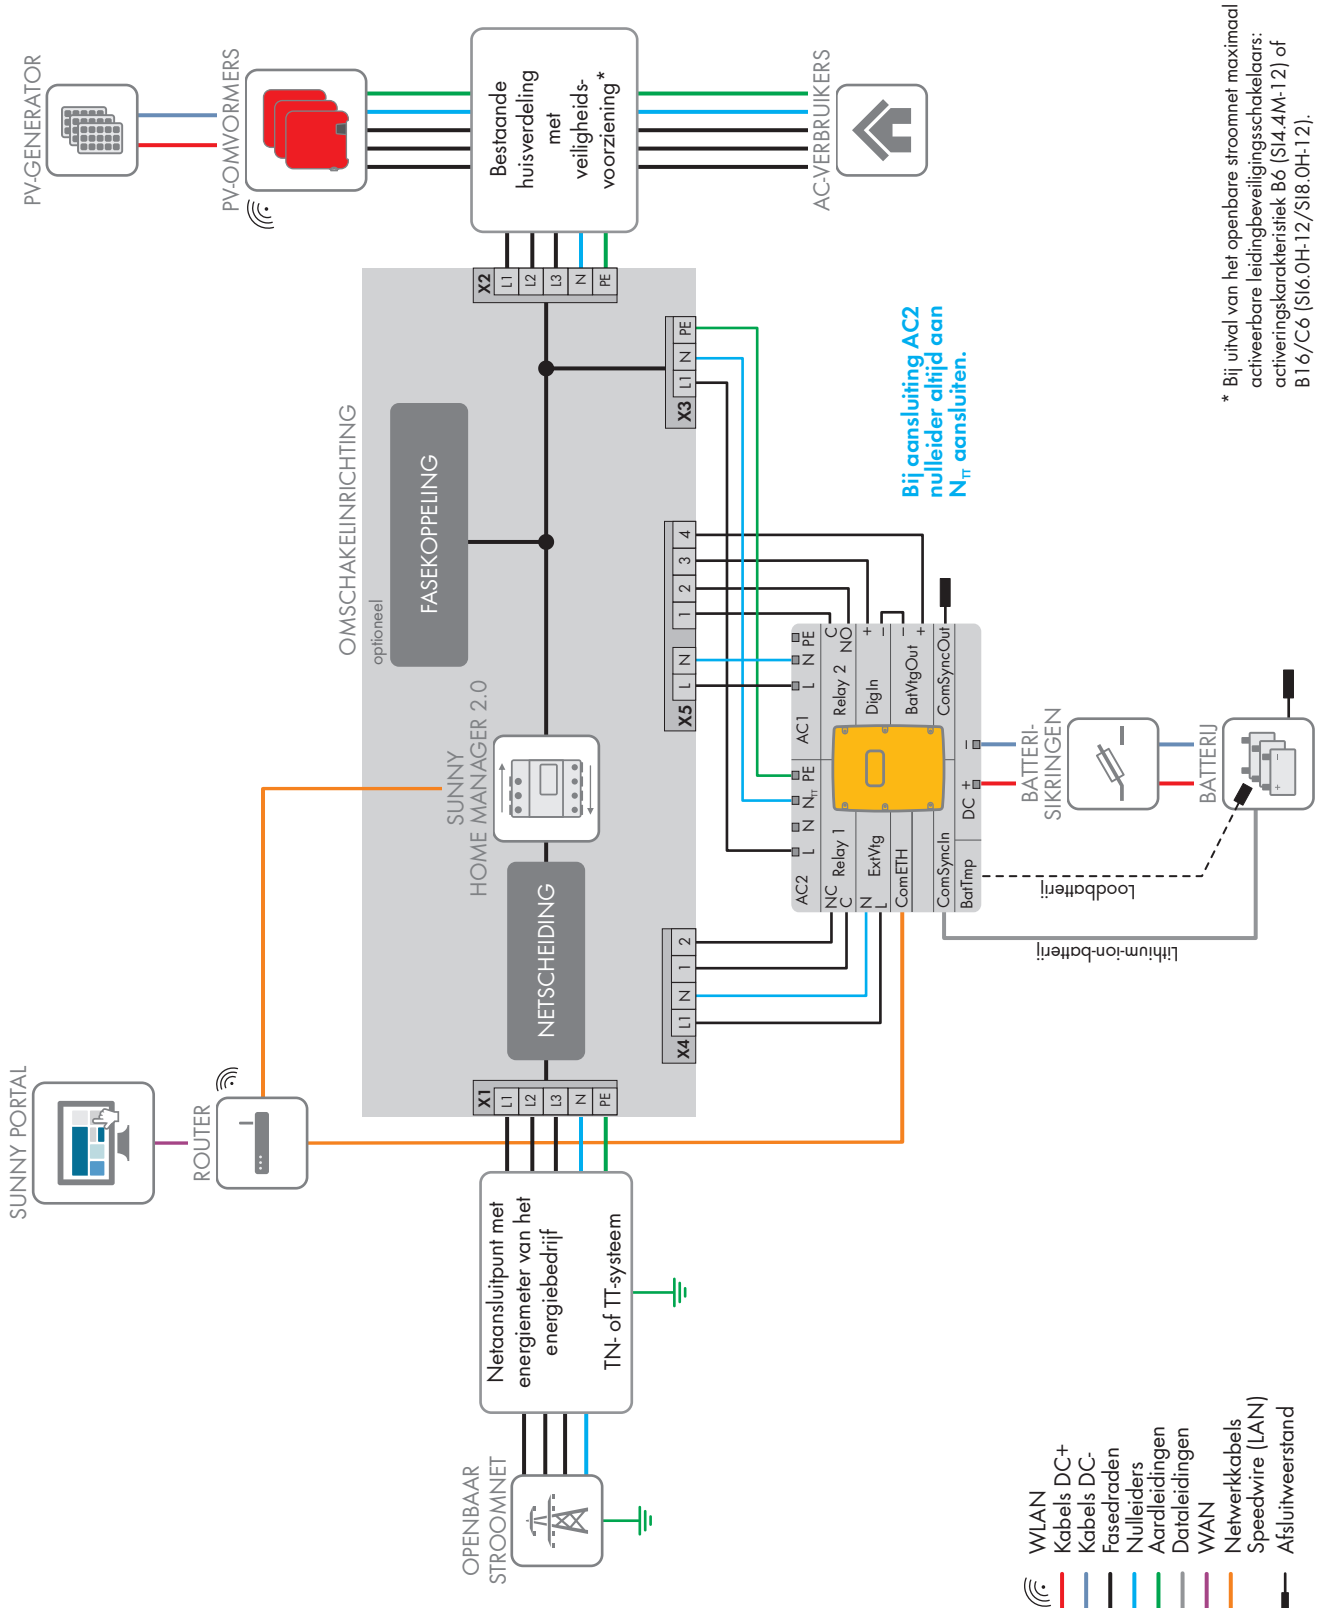 SUNNY PORTAL
ROUTER
OPENBAAR
STROOMNET
Netaansluitpunt met
energiemeter van het
energiebedrijf
TN- of TT-systeem
X1
L1
L2
L3
N
PE
NETSCHEIDING
SUNNY
HOME MANAGER 2.0
OMSCHAKELINRICHTING
optioneel
FASEKOPPELING
X2
L1
L2
L3
N
PE
PV-GENERATOR
PV-OMVORMERS
Bestaande
huisverdeling
met
veiligheids-
voorziening *
AC-VERBRUIKERS
X4
L1 N 1 2
X5
L N 1 2 3 4
X3
L1 N PE
AC2
L N NTT PE
AC1
L N PE
Relay 1
NC
C
Relay 2
C
NO
ExtVtg
N
L
DigIn
+
–
ComETH
BatVtgOut
–
+
ComSyncIn
ComSyncOut
BatTmp
DC + –
Bij aansluiting AC2
nulleider altijd aan
NTT aansluiten.
Lithium-ion-batterij
Loodbatterij
BATTERI-
SIKRINGEN
BATTERIJ
WLAN
Kabels DC+
Kabels DC-
Fasedraden
Nulleiders
Aardleidingen
Dataleidingen
WAN
Netwerkkabels
Speedwire (LAN)
Afsluitweerstand
* Bij uitval van het openbare stroomnet maximaal
activeerbare leidingbeveiligingsschakelaars:
activeringskarakteristiek B6 (SI4.4M-12) of
B16/C6 (SI6.0H-12/SI8.0H-12).